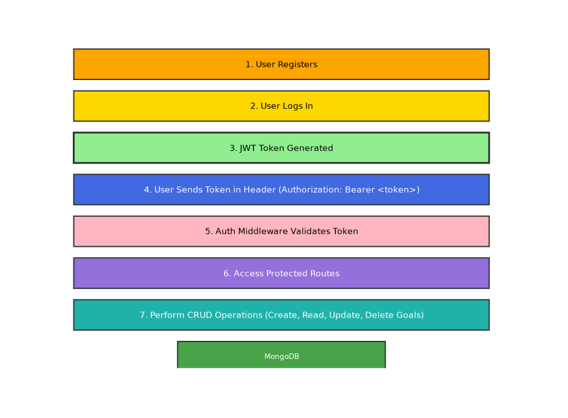 1. User Registers
2. User Logs In
3. JWT Token Generated
4. User Sends Token in Header (Authorization: Bearer <token>)
5. Auth Middleware Validates Token
6. Access Protected Routes
7. Perform CRUD Operations (Create, Read, Update, Delete Goals)
MongoDB